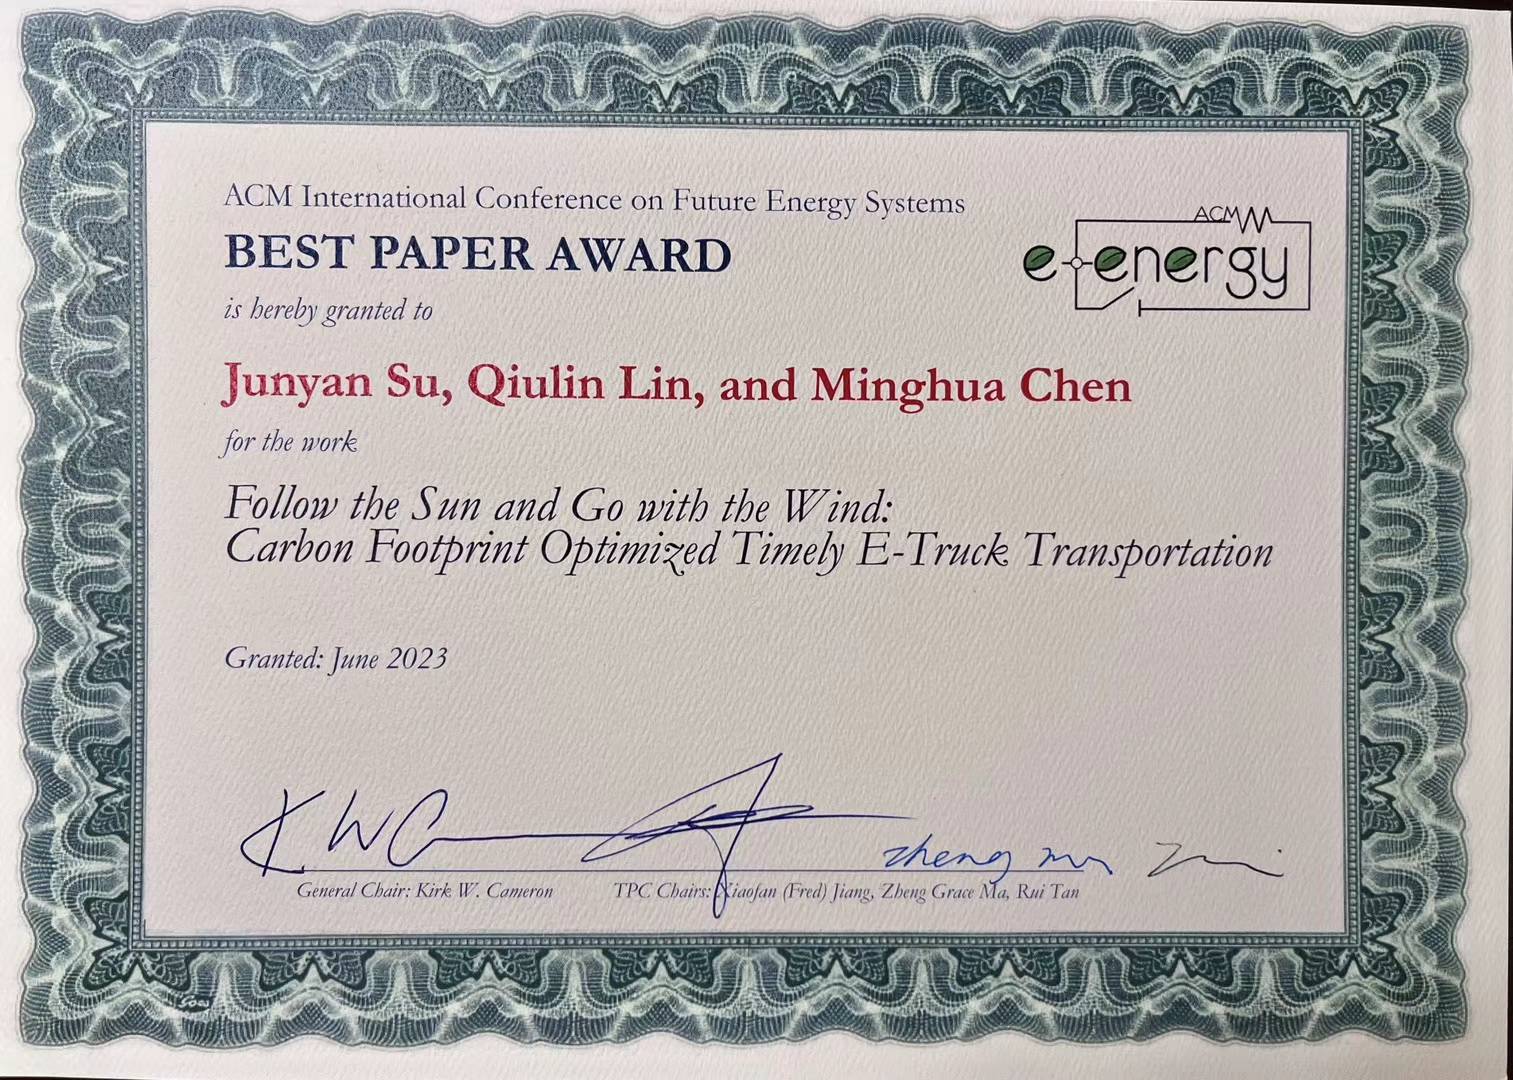 ACM International Conference on Future Energy Systems
ACM
BEST PAPER AWARD
e-energy
is hereby granted to
Junyan Su, Qiulin Lin, and Minghua Chen
for the work
Follow the Sun and Go with the Wind:
Carbon Footprint Optimized Timely E-Truck Transportation
Granted: June 2023
zheng ma
General Chair: Kirk W. Cameron TPC Chairs: Xiaofan (Fred) Jiang, Zheng Grace Ma, Rui Tan